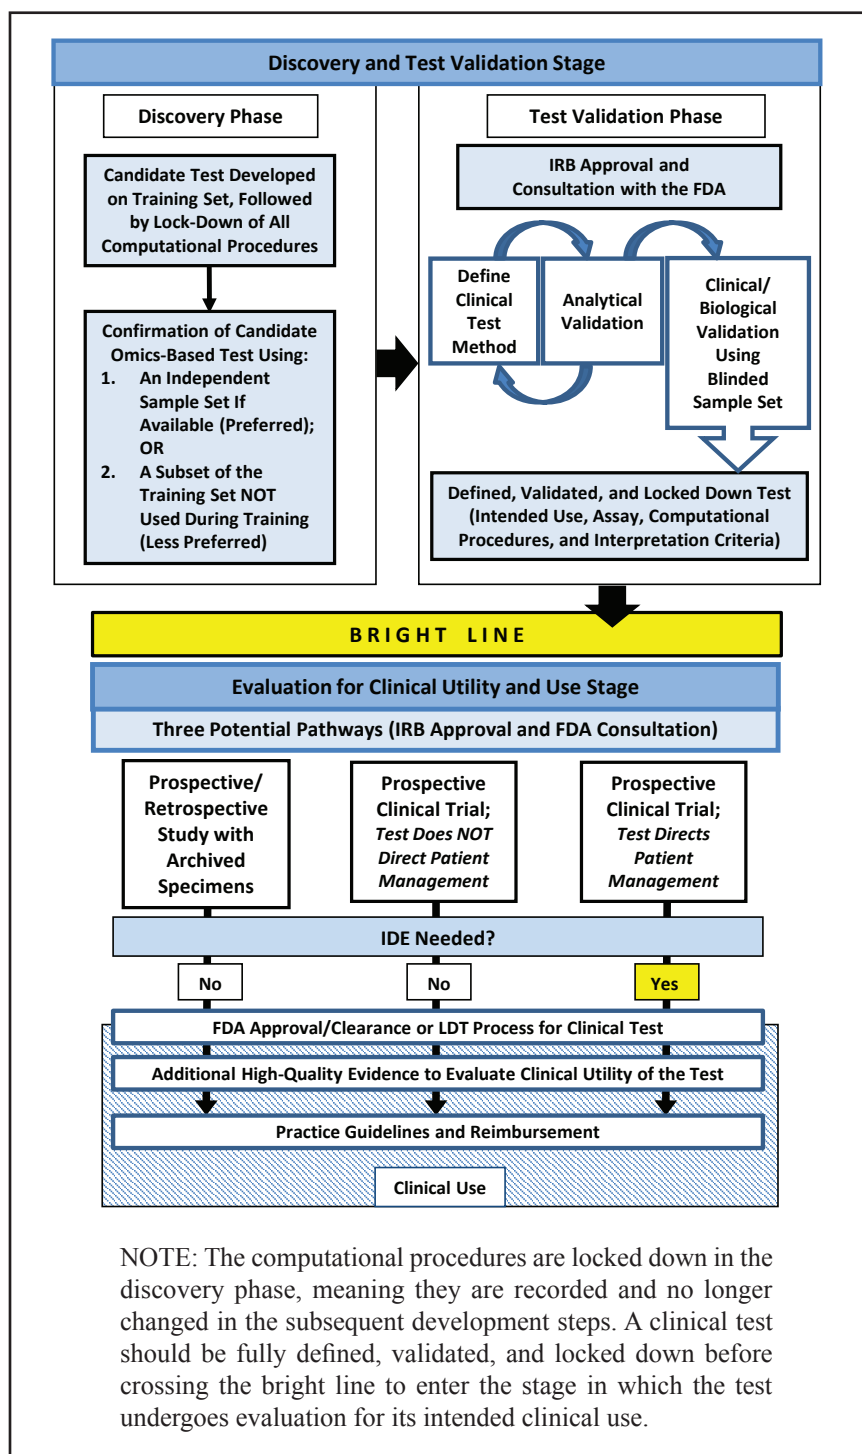 Discovery and Test Validation Stage
Discovery Phase
Candidate Test Developed
on Training Set, Followed
by Lock-Down of All
Computational Procedures
Confirmation of Candidate
Omics-Based Test Using:
1. An Independent
Sample Set If
Available (Preferred);
OR
2. A Subset of the
Training Set NOT
Used During Training
(Less Preferred)
Test Validation Phase
IRB Approval and
Consultation with the FDA
Define
Clinical
Test
Method
Analytical
Validation
Clinical/
Biological
Validation
Using
Blinded
Sample Set
Defined, Validated, and Locked Down Test
(Intended Use, Assay, Computational
Procedures, and Interpretation Criteria)
BRIGHT LINE
Evaluation for Clinical Utility and Use Stage
Three Potential Pathways (IRB Approval and FDA Consultation)
Prospective/
Retrospective
Study with
Archived
Specimens
Prospective
Clinical Trial;
Test Does NOT
Direct Patient
Management
Prospective
Clinical Trial;
Test Directs
Patient
Management
IDE Needed?
No
No
Yes
FDA Approval/Clearance or LDT Process for Clinical Test
Additional High-Quality Evidence to Evaluate Clinical Utility of the Test
Practice Guidelines and Reimbursement
Clinical Use
NOTE: The computational procedures are locked down in the
discovery phase, meaning they are recorded and no longer
changed in the subsequent development steps. A clinical test
should be fully defined, validated, and locked down before
crossing the bright line to enter the stage in which the test
undergoes evaluation for its intended clinical use.